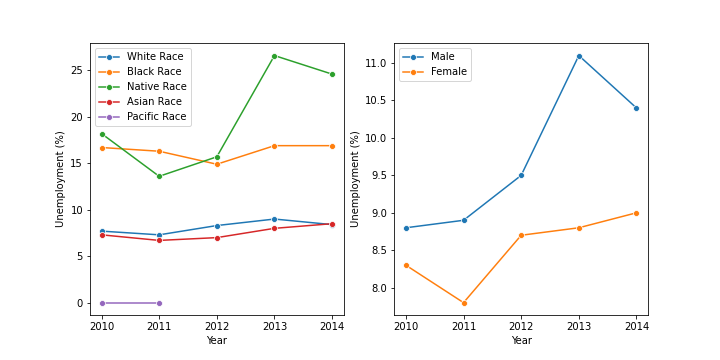 White Race
Black Race
Native Race
Asian Race
Pacific Race
Unemployment (%)
25
20
15
10
5
0
2010 2011 2012 2013 2014
Year
Male
Female
Unemployment (%)
11.0
10.5
10.0
9.5
9.0
8.5
8.0
2010 2011 2012 2013 2014
Year